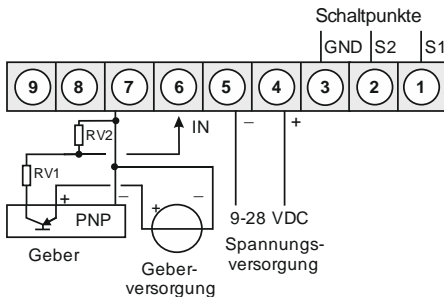 Schaltpunkte
GND S2 S1
9 8 7 6 5 4 3 2 1
RV2 IN − +
RV1
+ − + −
PNP
9-28 VDC
Geber
Geber-
versorgung
Spannungs-
versorgung